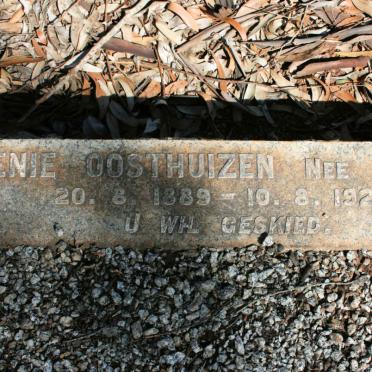 ENIE OOSTHUIZEN NEE
20. 8. 1889 - 10. 8. 192
U WIL GESKIED.